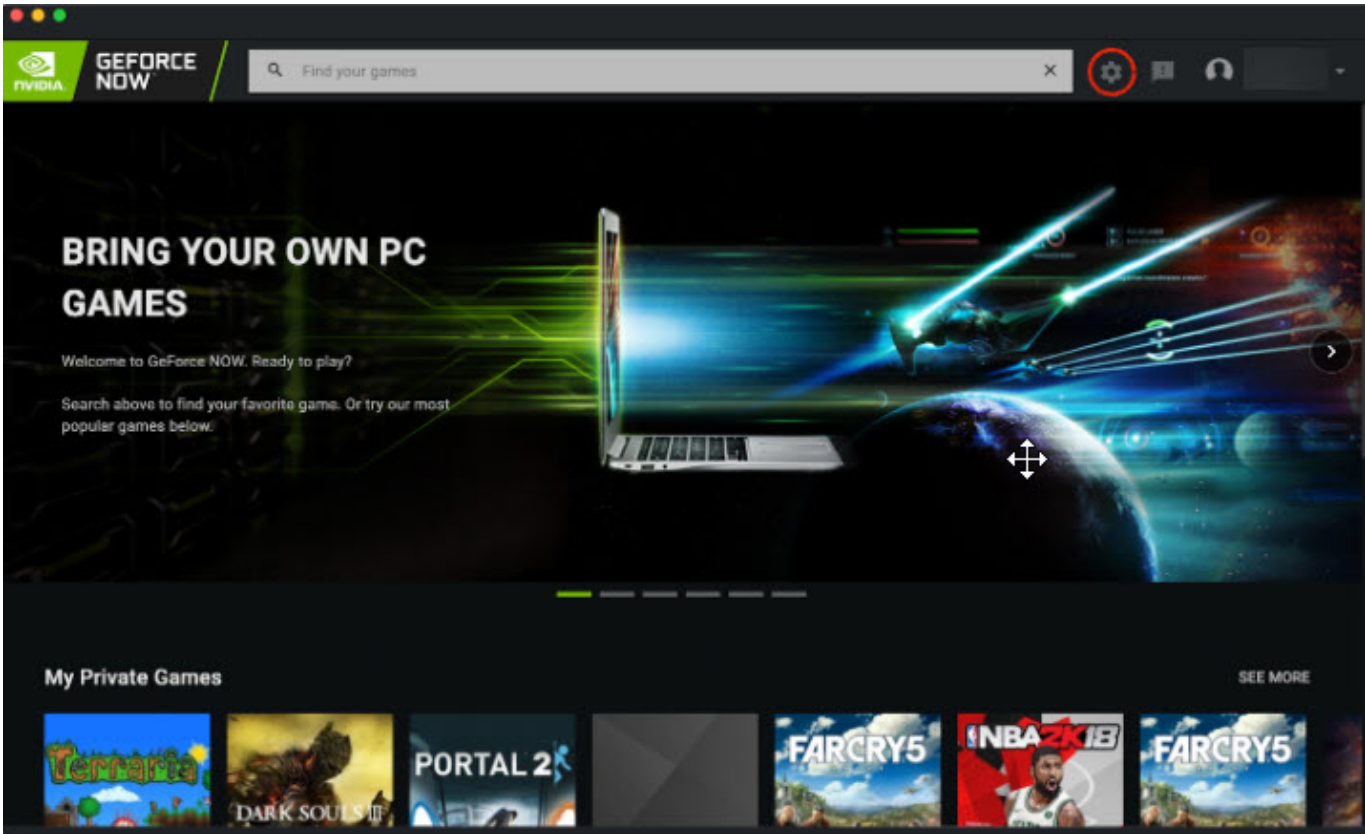 NVIDIA.
GEFORCE
NOW
Find your games
BRING YOUR OWN PC
GAMES
Welcome to GeForce NOW. Ready to play?
Search above to find your favorite game. Or try our most
popular games below.
My Private Games
SEE MORE
Terraria
DARK SOULS III
PORTAL 2
FARCRY5
NBA2K18
FARCRY5